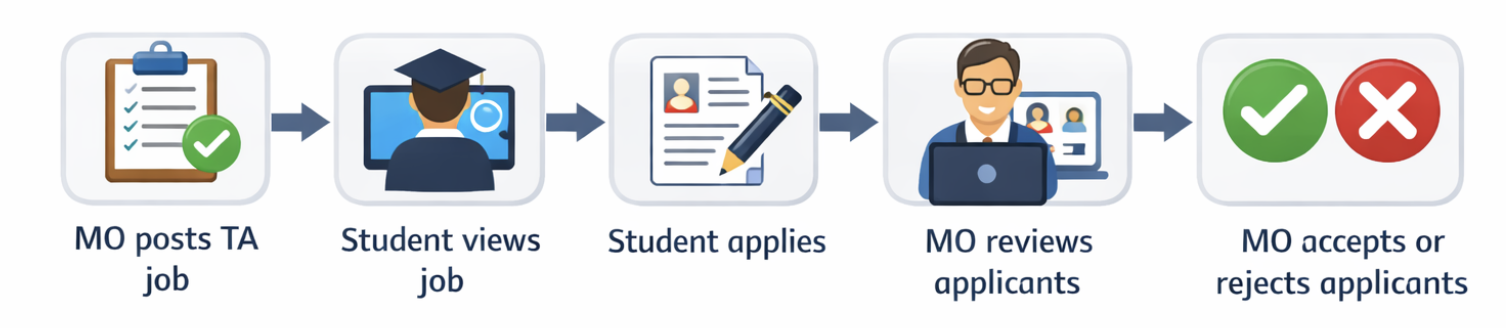 MO posts TA
job
Student views
job
Student applies
MO reviews
applicants
MO accepts or
rejects applicants